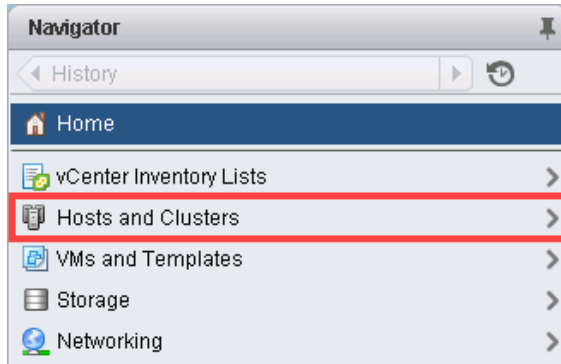 Navigator
History
Home
vCenter Inventory Lists
Hosts and Clusters
VMs and Templates
Storage
Networking